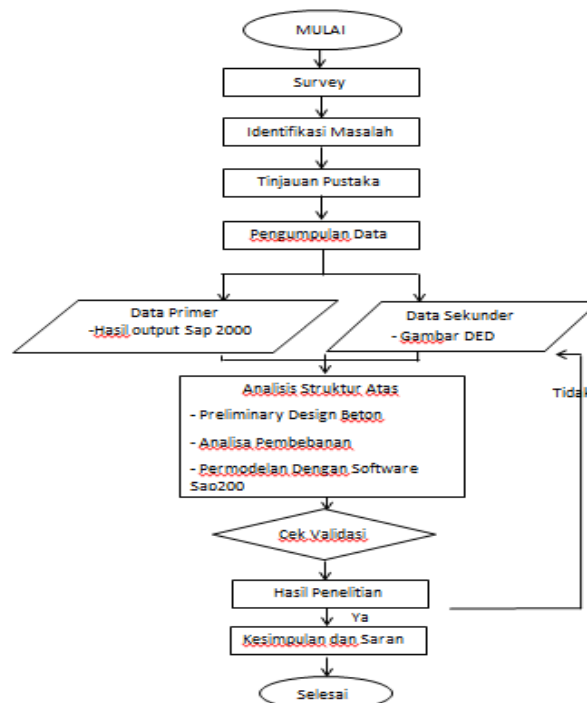 MULAI
Survey
Identifikasi Masalah
Tinjauan Pustaka
Pengumpulan Data
Data Primer
-Hasil output Sap 2000
Data Sekunder
- Gambar DED
Tidak
Analisis Struktur Atas
- Preliminary Design Beton
- Analisa Pembebanan
- Permodelan Dengan Software
Sap200
Cek Validasi
Hasil Penelitian
Ya
Kesimpulan dan Saran
Selesai